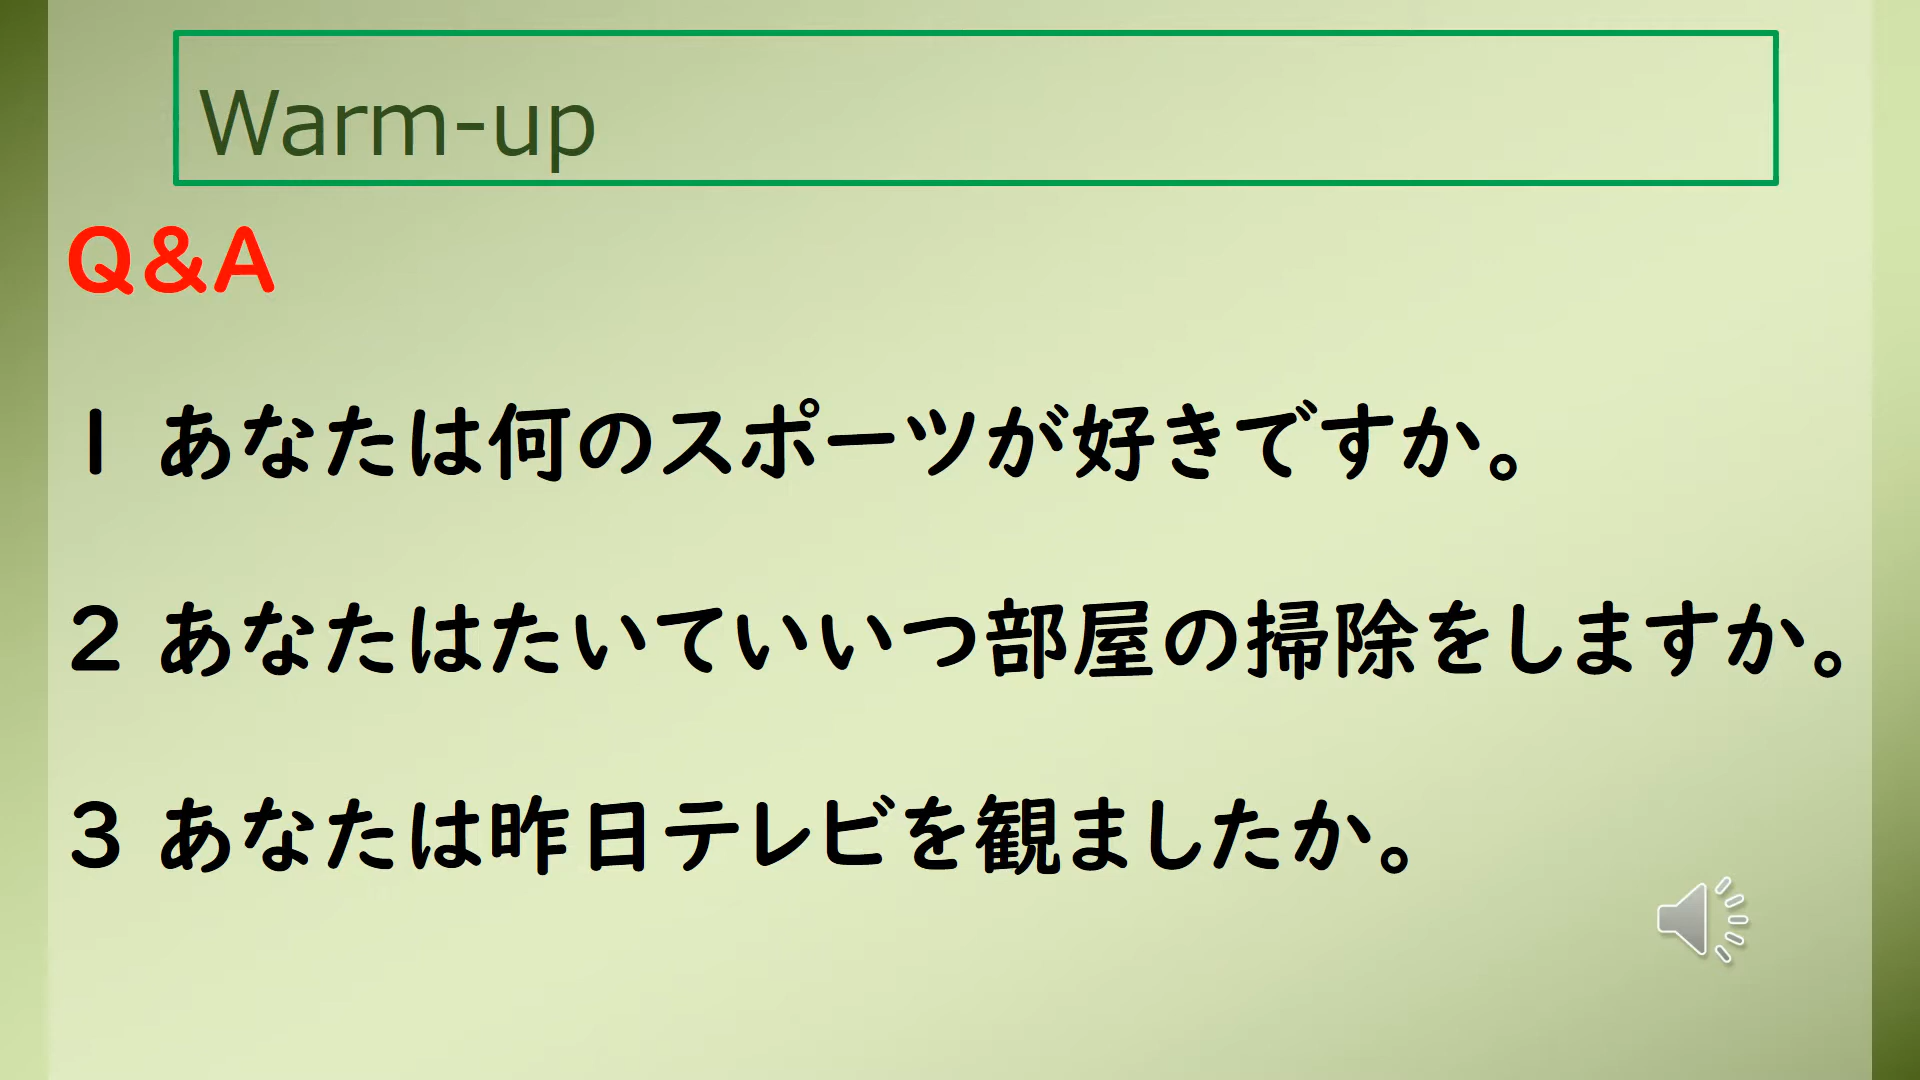 Warm-up
Q&A
1 あなたは何のスポーツが好きですか。
2 あなたはたいていいつ部屋の掃除をしますか。
3 あなたは昨日テレビを観ましたか。